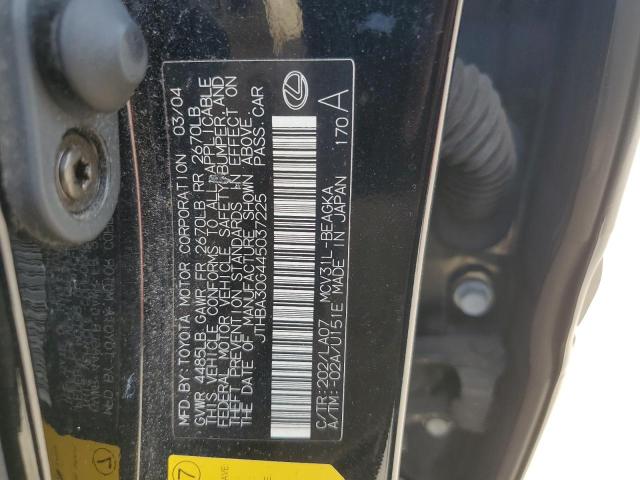 MFD BY: TOYOTA MOTOR CORPORATION 03/04
GVWR 4485LB GAWR FR 2670LB RR 2670LB
THIS VEHICLE CONFORMS TO ALL APPLICABLE
FEDERAL MOTOR VEHICLE SAFETY, BUMPER, AND
THEFT PREVENTION STANDARDS IN EFFECT ON
THE DATE OF MANUFACTURE SHOWN ABOVE.
JTHBA30G445037225 PASS. CAR
C/TR: 202/LA07 MCV31L-BEAGKA
A/TM: -02A/U151E MADE IN JAPAN 170 A